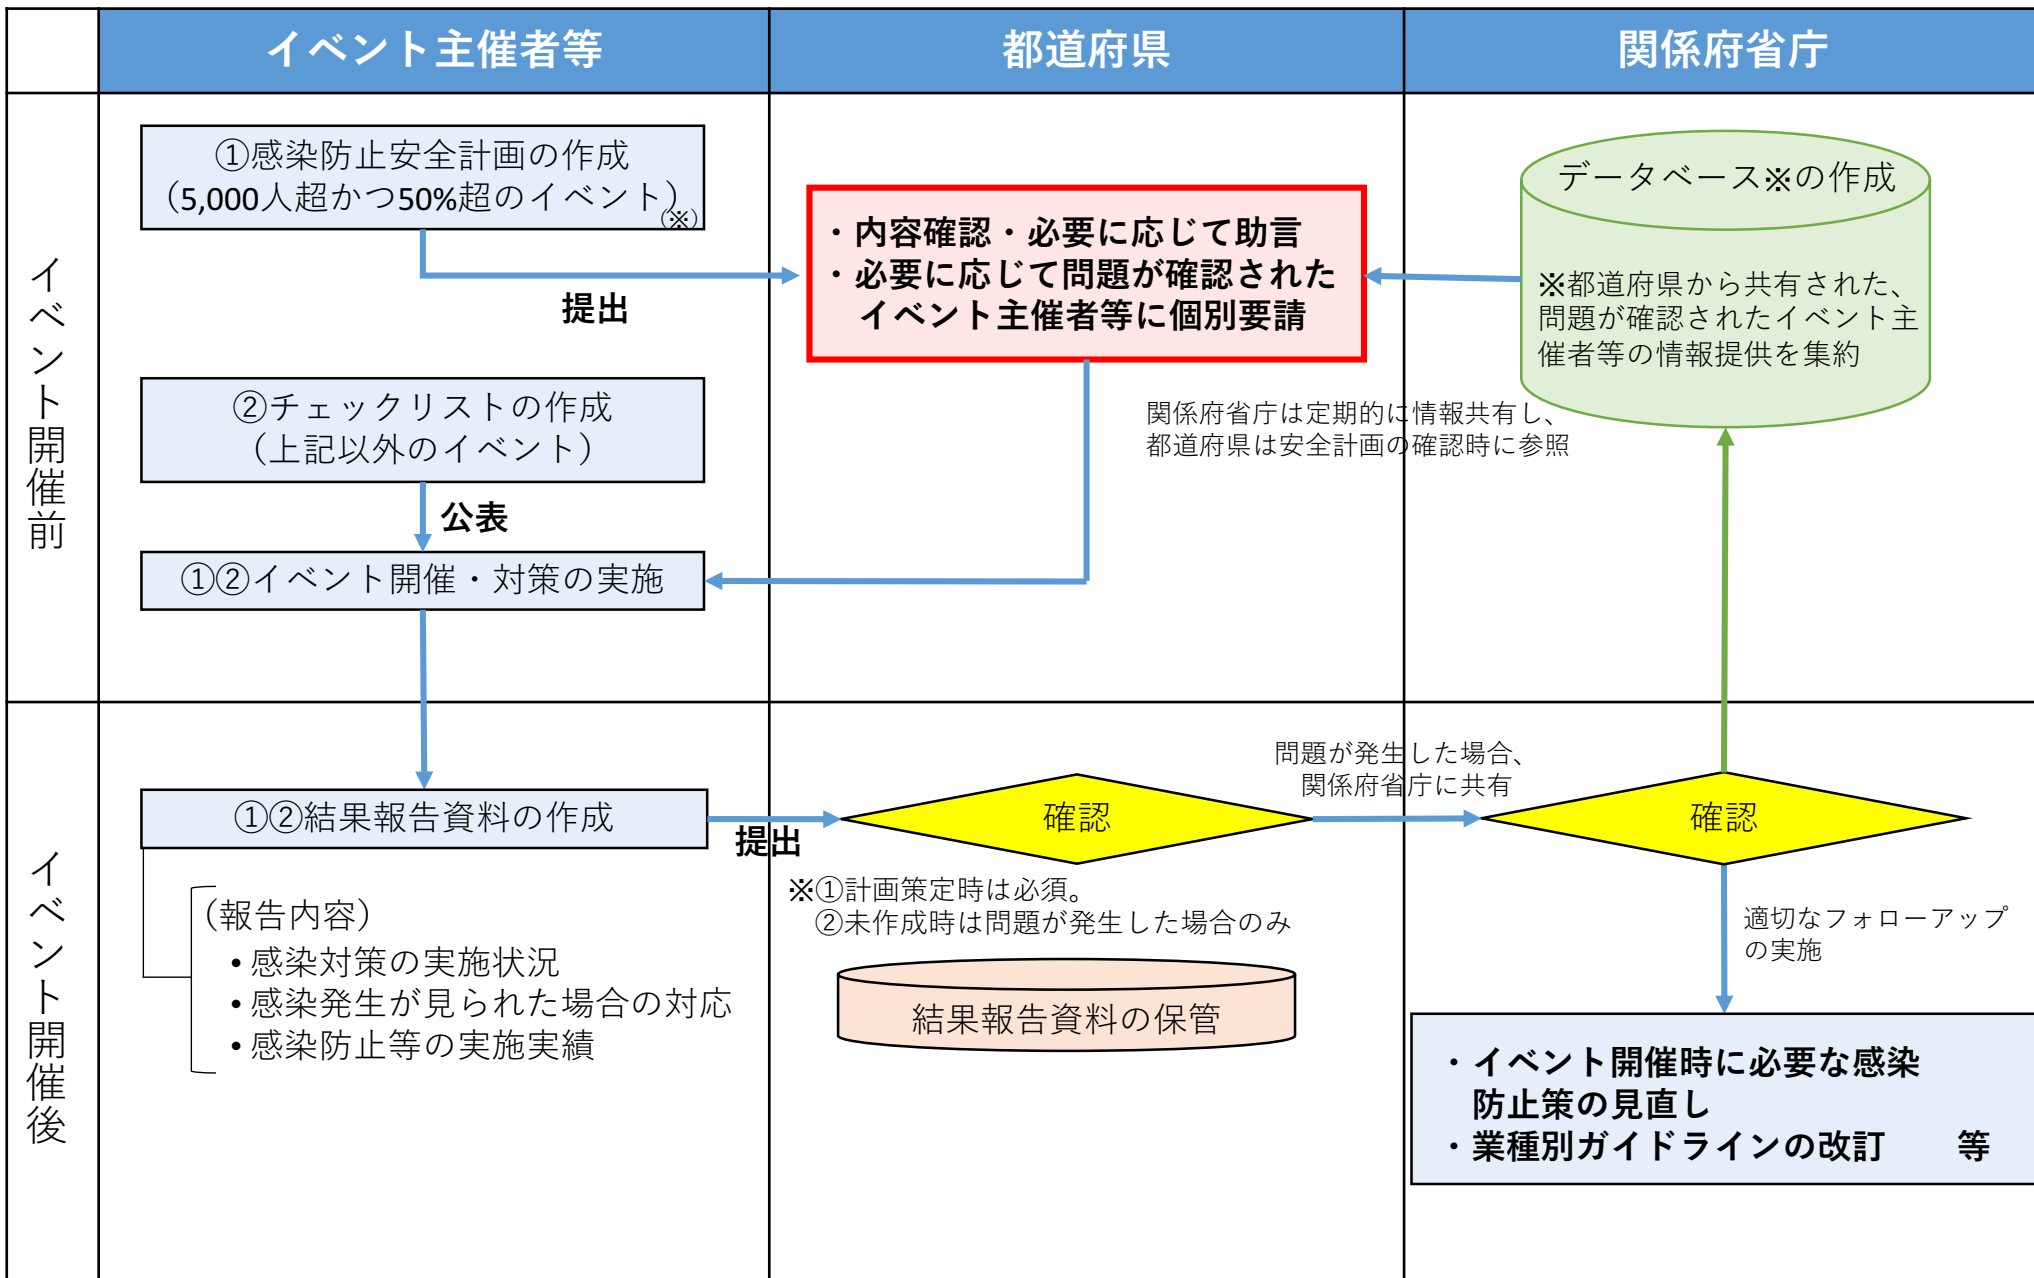 イベント主催者等
都道府県
関係府省庁
イベント開催前
①感染防止安全計画の作成
（5,000人超かつ50%超のイベント）
(※)
提出
②チェックリストの作成
（上記以外のイベント）
公表
①②イベント開催・対策の実施
・内容確認・必要に応じて助言
・必要に応じて問題が確認された
イベント主催者等に個別要請
関係府省庁は定期的に情報共有し、
都道府県は安全計画の確認時に参照
データベース※の作成
※都道府県から共有された、
問題が確認されたイベント主
催者等の情報提供を集約
イベント開催後
①②結果報告資料の作成
提出
（報告内容）
• 感染対策の実施状況
• 感染発生が見られた場合の対応
• 感染防止等の実施実績
確認
※①計画策定時は必須。
②未作成時は問題が発生した場合のみ
結果報告資料の保管
問題が発生した場合、
関係府省庁に共有
確認
適切なフォローアップ
の実施
・イベント開催時に必要な感染
防止策の見直し
・業種別ガイドラインの改訂　　等